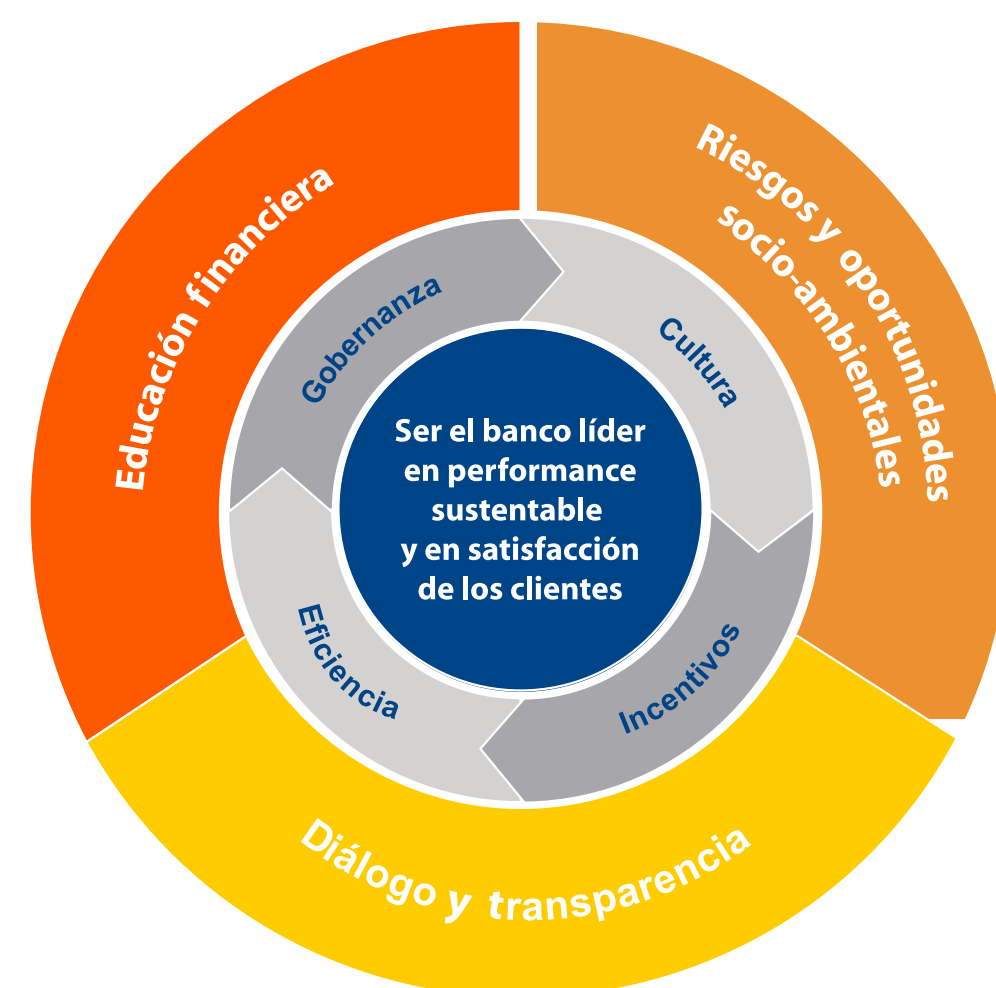 Educación financiera
Riesgos y oportunidades
socio-ambientales
Gobernanza
Cultura
Ser el banco líder
en performance
sustentable
y en satisfacción
de los clientes
Eficiencia
Incentivos
Diálogo y transparencia